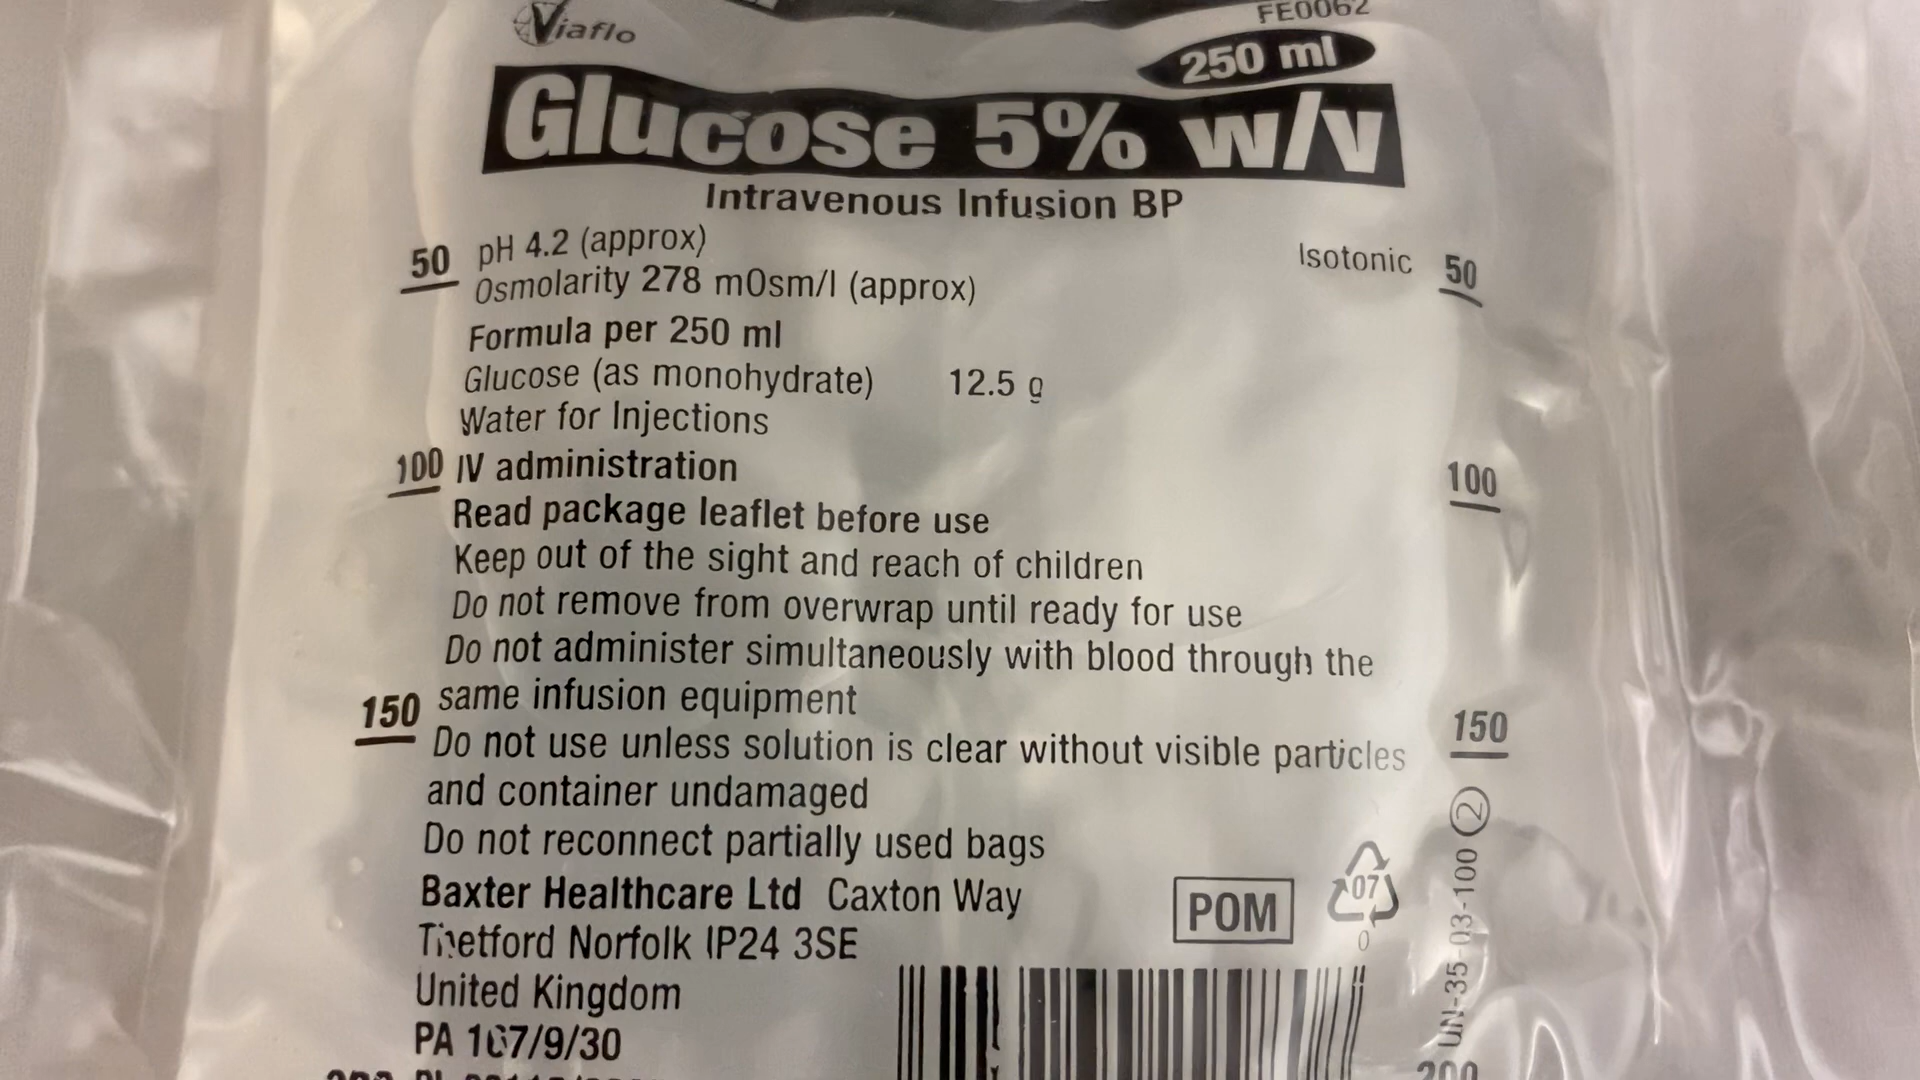 Viaflo
FE0062
250 ml
Glucose 5% w/v
Intravenous Infusion BP
50 pH 4.2 (approx) Isotonic 50
Osmolarity 278 mOsm/l (approx)
Formula per 250 ml
Glucose (as monohydrate) 12.5 g
Water for Injections
100 IV administration 100
Read package leaflet before use
Keep out of the sight and reach of children
Do not remove from overwrap until ready for use
Do not administer simultaneously with blood through the
same infusion equipment
150 150
Do not use unless solution is clear without visible particles
and container undamaged
Do not reconnect partially used bags
Baxter Healthcare Ltd Caxton Way
Thetford Norfolk IP24 3SE
United Kingdom
PA 167/9/30
POM
07
0
UN-35-03-100 2
200